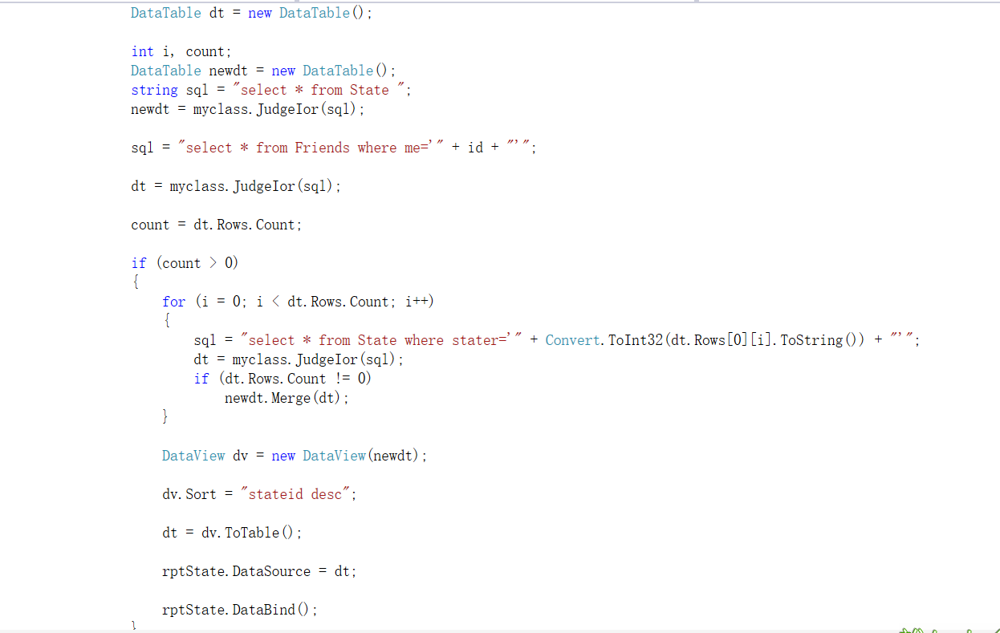 DataTable dt = new DataTable();
int i, count;
DataTable newdt = new DataTable();
string sql = "select * from State ";
newdt = myclass.JudgeIor(sql);
sql = "select * from Friends where me='" + id + "'";
dt = myclass.JudgeIor(sql);
count = dt.Rows.Count;
if (count > 0)
{
for (i = 0; i < dt.Rows.Count; i++)
{
sql = "select * from State where stater='" + Convert.ToInt32(dt.Rows[0][i].ToString()) + "'";
dt = myclass.JudgeIor(sql);
if (dt.Rows.Count != 0)
newdt.Merge(dt);
}
DataView dv = new DataView(newdt);
dv.Sort = "stateid desc";
dt = dv.ToTable();
rptState.DataSource = dt;
rptState.DataBind();
}